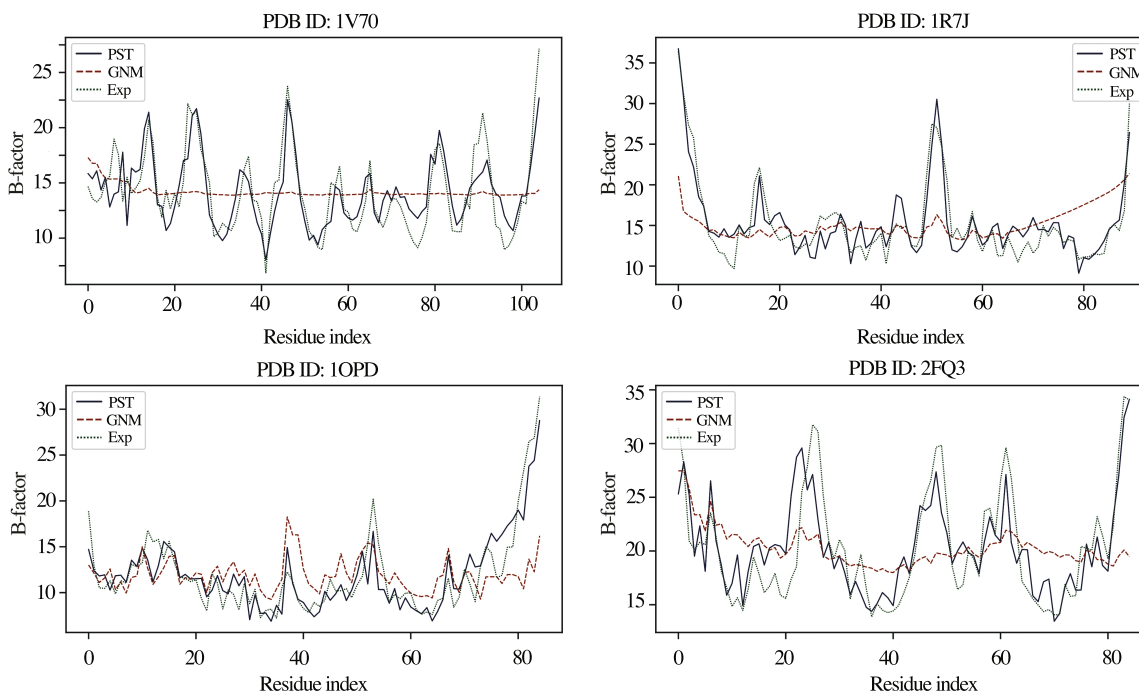 PDB ID: 1V70
PST
GNM
Exp
B-factor
25
20
15
10
0
20
40
60
80
100
Residue index
PDB ID: 1R7J
PST
GNM
Exp
B-factor
35
30
25
20
15
10
0
20
40
60
80
Residue index
PDB ID: 1OPD
PST
GNM
Exp
B-factor
30
25
20
15
10
0
20
40
60
80
Residue index
PDB ID: 2FQ3
PST
GNM
Exp
B-factor
35
30
25
20
15
0
20
40
60
80
Residue index